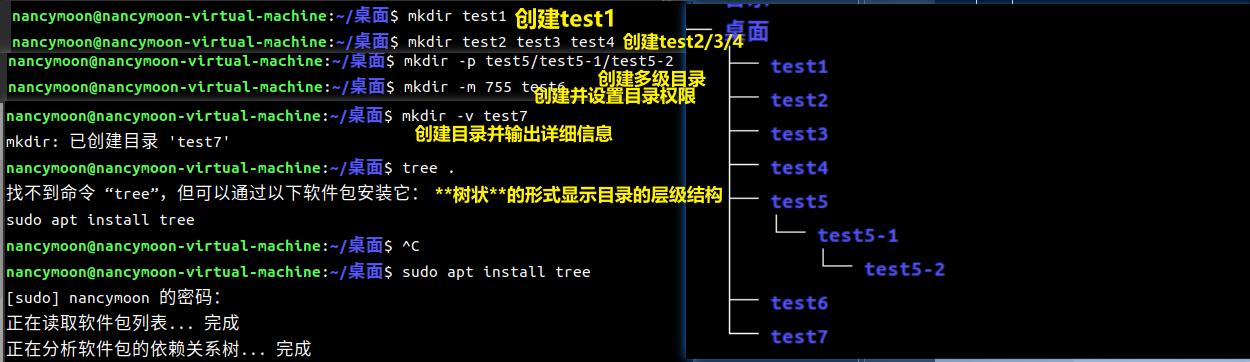 nancymoon@nancymoon-virtual-machine:~/桌面$ mkdir test1 创建test1
nancymoon@nancymoon-virtual-machine:~/桌面$ mkdir test2 test3 test4 创建test2/3/4
nancymoon@nancymoon-virtual-machine:~/桌面$ mkdir -p test5/test5-1/test5-2
创建多级目录
nancymoon@nancymoon-virtual-machine:~/桌面$ mkdir -m 755 test6
创建并设置目录权限
nancymoon@nancymoon-virtual-machine:~/桌面$ mkdir -v test7
mkdir: 已创建目录 'test7'
创建目录并输出详细信息
nancymoon@nancymoon-virtual-machine:~/桌面$ tree .
找不到命令 “tree”，但可以通过以下软件包安装它： **树状**的形式显示目录的层级结构
sudo apt install tree
nancymoon@nancymoon-virtual-machine:~/桌面$ ^C
nancymoon@nancymoon-virtual-machine:~/桌面$ sudo apt install tree
[sudo] nancymoon 的密码：
正在读取软件包列表... 完成
正在分析软件包的依赖关系树... 完成
桌面
test1
test2
test3
test4
test5
test5-1
test5-2
test6
test7